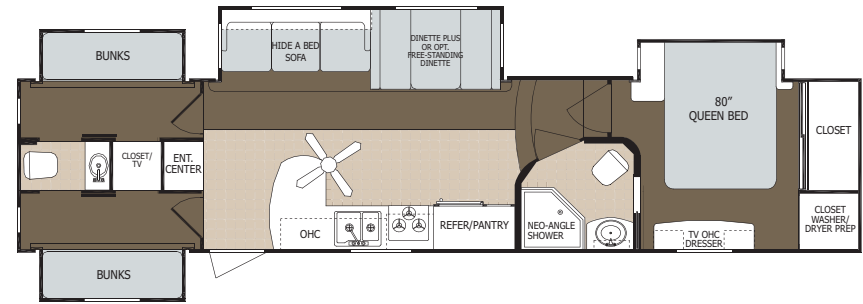 BUNKS
HIDE A BED
SOFA
DINETTE PLUS
OR OPT.
FREE-STANDING
DINETTE
80”
QUEEN BED
CLOSET
CLOSET/
TV
ENT.
CENTER
OHC
REFER/PANTRY
NEO-ANGLE
SHOWER
TV OHC
DRESSER
CLOSET
WASHER/
DRYER PREP
BUNKS